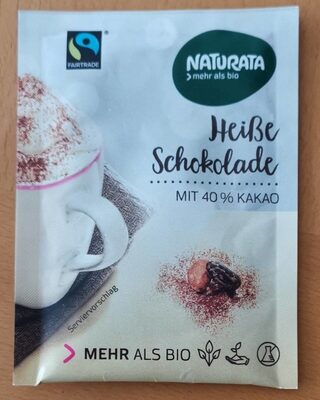 FAIRTRADE
NATURATA
mehr als bio
Heiße
Schokolade
MIT 40 % KAKAO
Serviervorschlag
MEHR ALS BIO